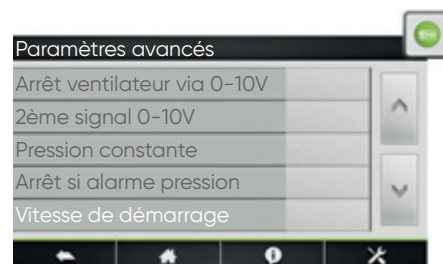 Paramètres avancés
Arrêt ventilateur via 0-10V
2ème signal 0-10V
Pression constante
Arrêt si alarme pression
Vitesse de démarrage